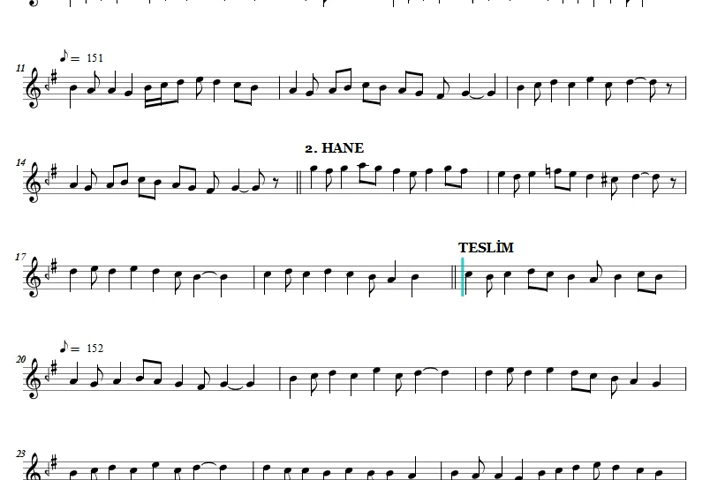 ♪ = 151
11
2. HANE
14
TESLİM
17
♪ = 152
20
23